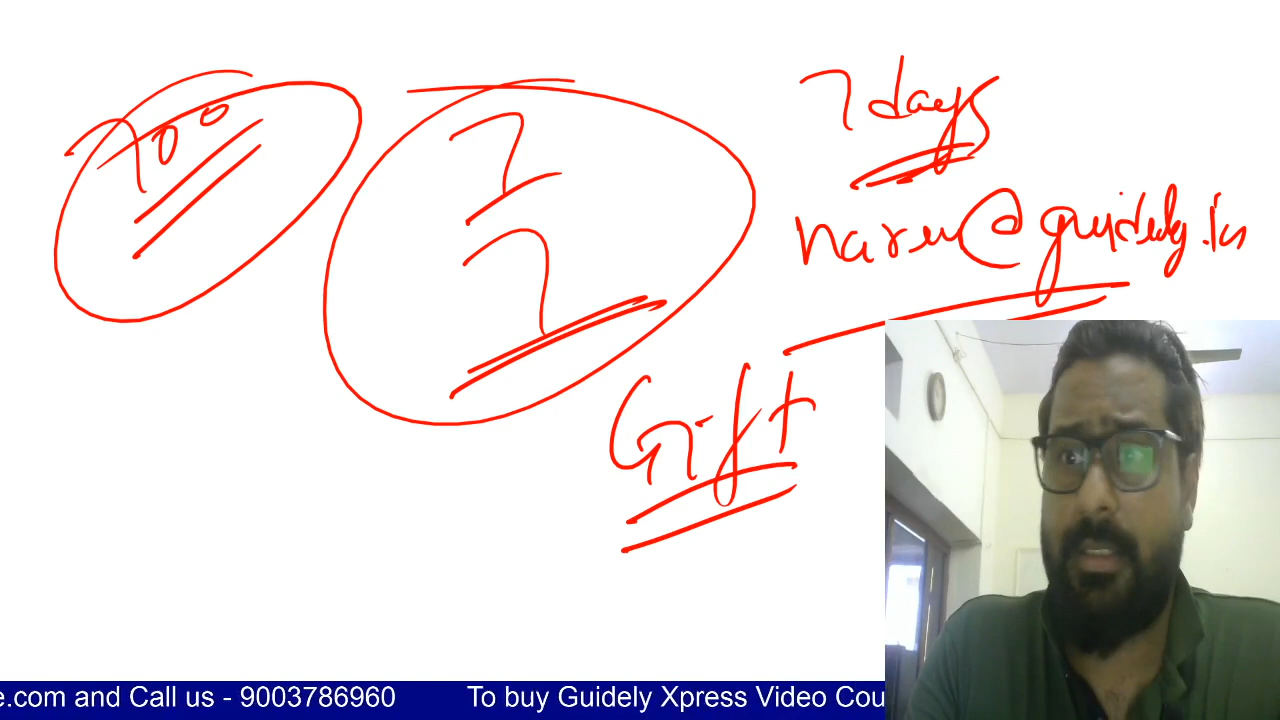 700
7
7
7 days
naren@guidely.in
Gift
e.com and Call us - 9003786960 To buy Guidely Xpress Video Cou